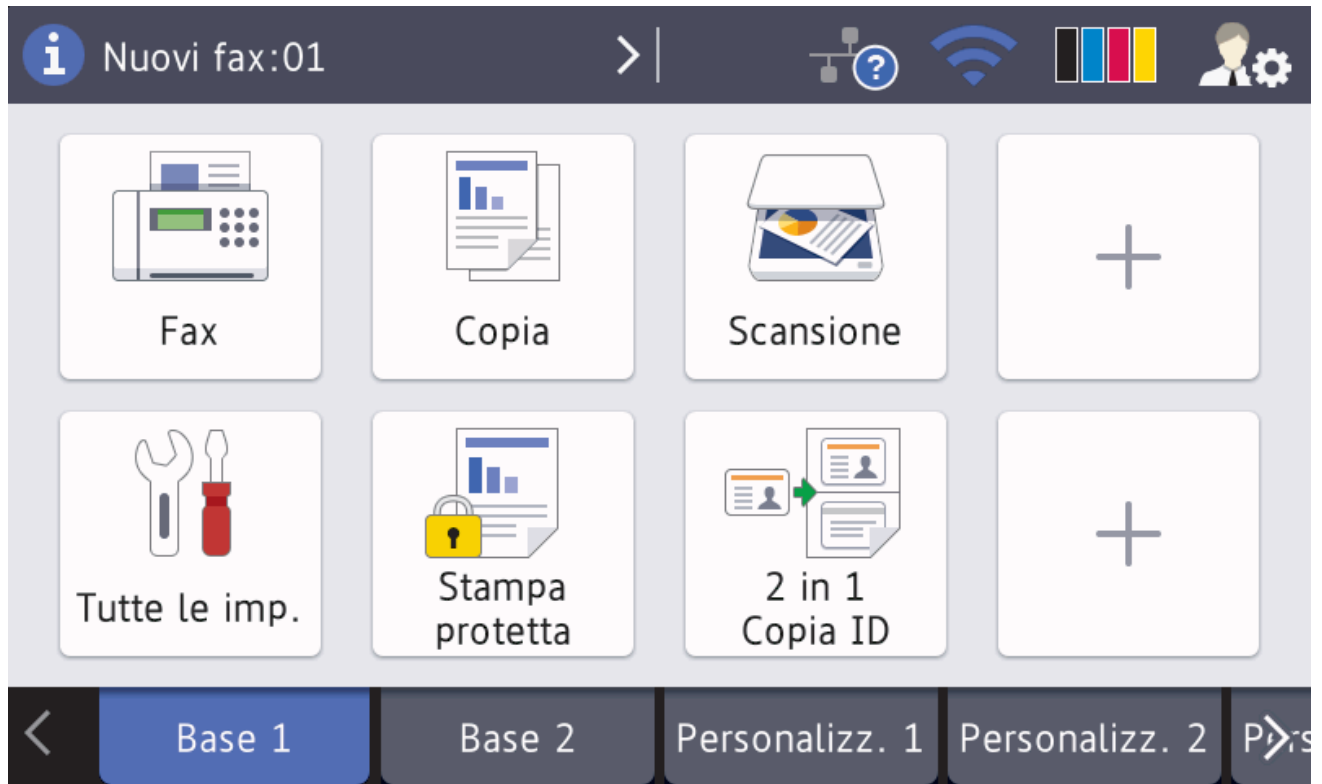 Nuovi fax:01
Fax
Copia
Scansione
Tutte le imp.
Stampa
protetta
2 in 1
Copia ID
Base 1
Base 2
Personalizz. 1
Personalizz. 2